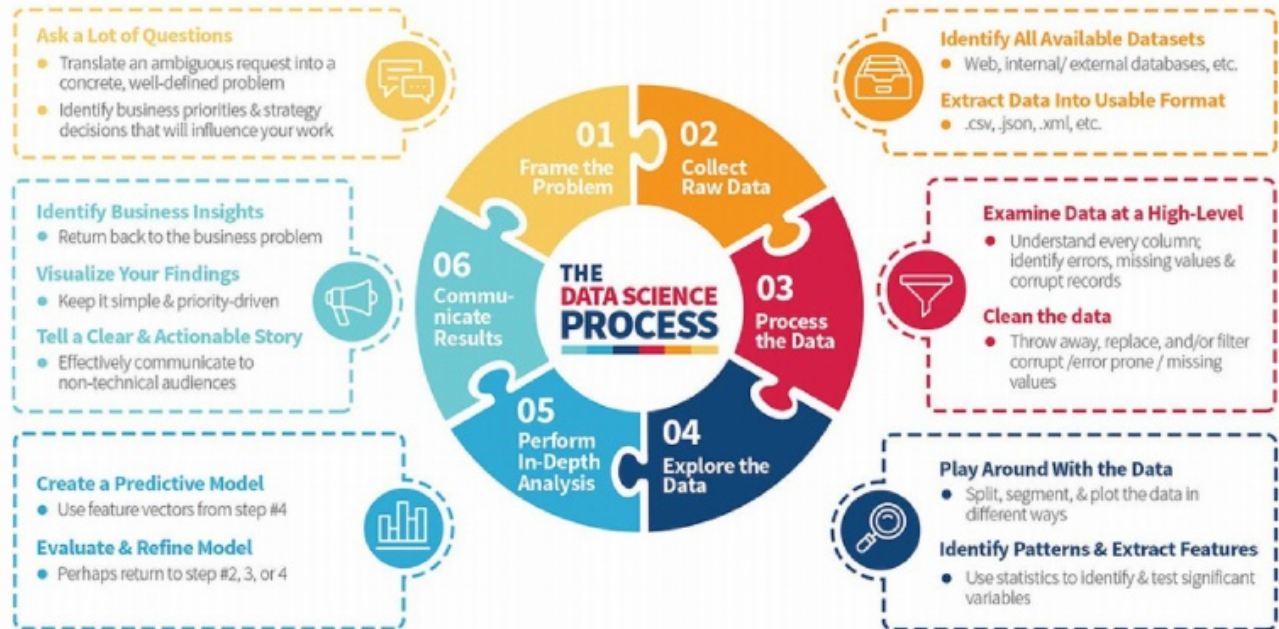 Ask a Lot of Questions
Translate an ambiguous request into a
concrete, well-defined problem
Identify business priorities & strategy
decisions that will influence your work
01
Frame the
Problem
02
Collect
Raw Data
Identify All Available Datasets
Web, internal/ external databases, etc.
Extract Data Into Usable Format
.csv, .json, .xml, etc.
Identify Business Insights
Return back to the business problem
Visualize Your Findings
Keep it simple & priority-driven
Tell a Clear & Actionable Story
Effectively communicate to
non-technical audiences
06
Commu-
nicate
Results
THE
DATA SCIENCE
PROCESS
03
Process
the Data
Examine Data at a High-Level
Understand every column;
identify errors, missing values &
corrupt records
Clean the data
Throw away, replace, and/or filter
corrupt /error prone / missing
values
Create a Predictive Model
Use feature vectors from step #4
Evaluate & Refine Model
Perhaps return to step #2, 3, or 4
05
Perform
In-Depth
Analysis
04
Explore the
Data
Play Around With the Data
Split, segment, & plot the data in
different ways
Identify Patterns & Extract Features
Use statistics to identify & test significant
variables